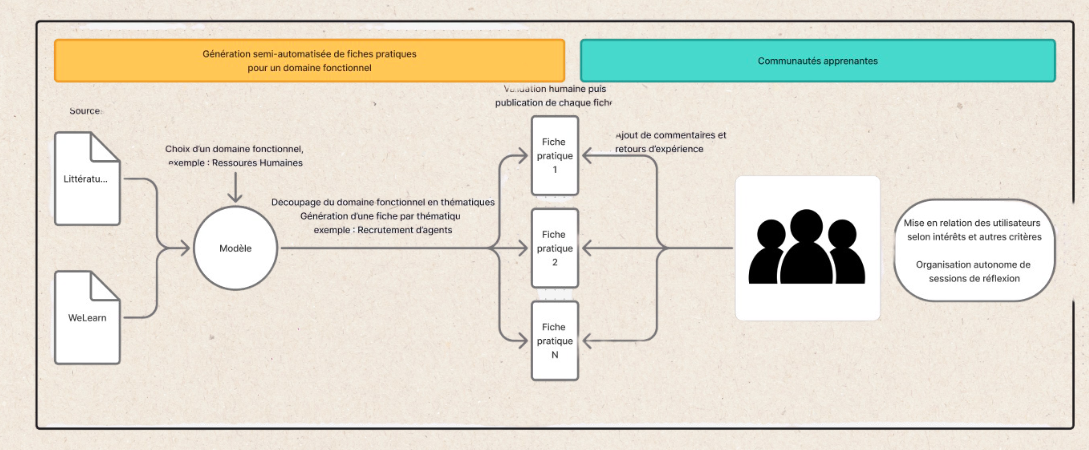 Génération semi-automatisée de fiches pratiques
pour un domaine fonctionnel
Communautés apprenantes
Source
Littératu...
WeLearn
Choix d'un domaine fonctionnel,
exemple : Ressoures Humaines
Modèle
Découpage du domaine fonctionnel en thématiques
Génération d'une fiche par thématiqu
exemple : Recrutement d'agents
Validation humaine puis
publication de chaque fiche
Fiche
pratique
1
Fiche
pratique
2
Fiche
pratique
N
Ajout de commentaires et
retours d'expérience
Mise en relation des utilisateurs
selon intérêts et autres critères
Organisation autonome de
sessions de réflexion